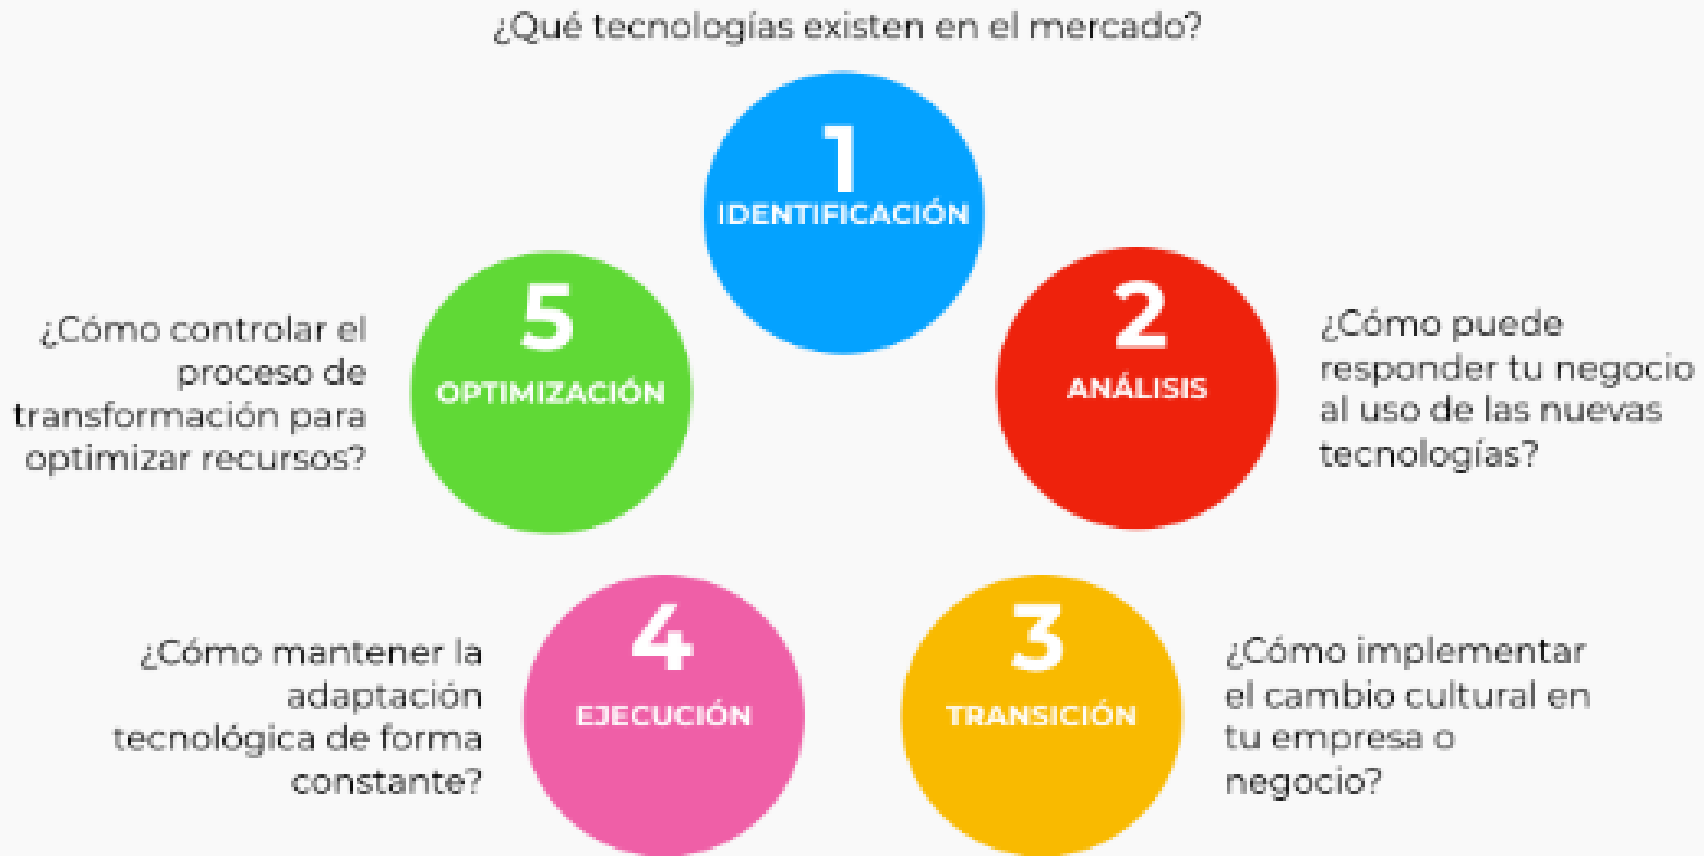 ¿Qué tecnologías existen en el mercado?
1
IDENTIFICACIÓN
2
ANÁLISIS
¿Cómo puede
responder tu negocio
al uso de las nuevas
tecnologías?
3
TRANSICIÓN
¿Cómo implementar
el cambio cultural en
tu empresa o
negocio?
4
EJECUCIÓN
¿Cómo mantener la
adaptación
tecnológica de forma
constante?
5
OPTIMIZACIÓN
¿Cómo controlar el
proceso de
transformación para
optimizar recursos?